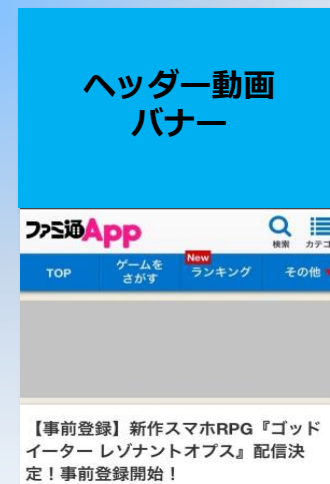 ヘッダー動画
バナー
ファミ通App
検索
カテゴ
TOP
ゲームを
さがす
New
ランキング
その他
【事前登録】新作スマホRPG『ゴッド
イーター レゾナントオプス』配信決
定！事前登録開始！